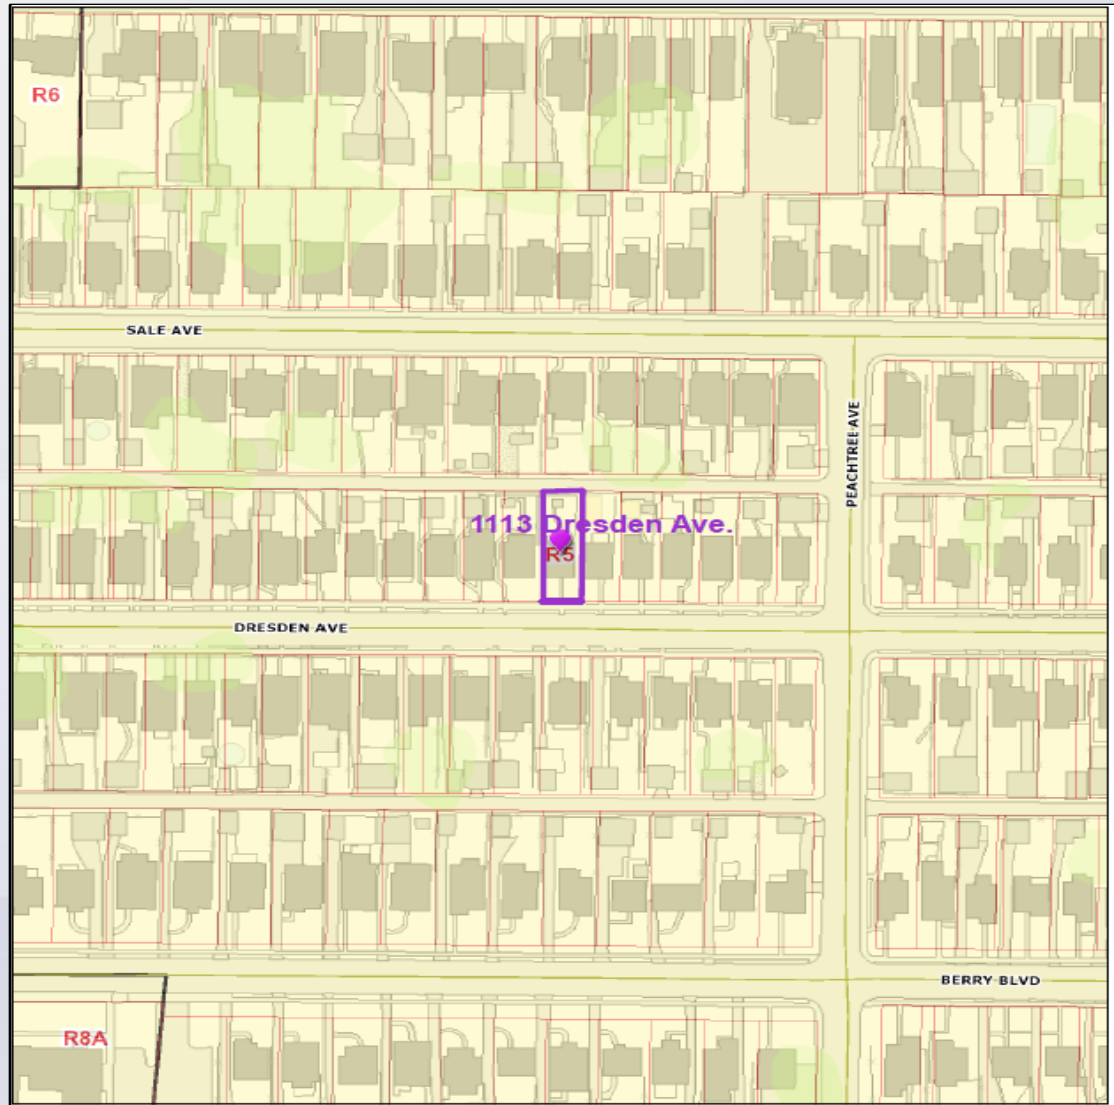 R6
SALE AVE
PEACHTREE AVE
1113 Dresden Ave.
R5
DRESDEN AVE
BERRY BLVD
R8A